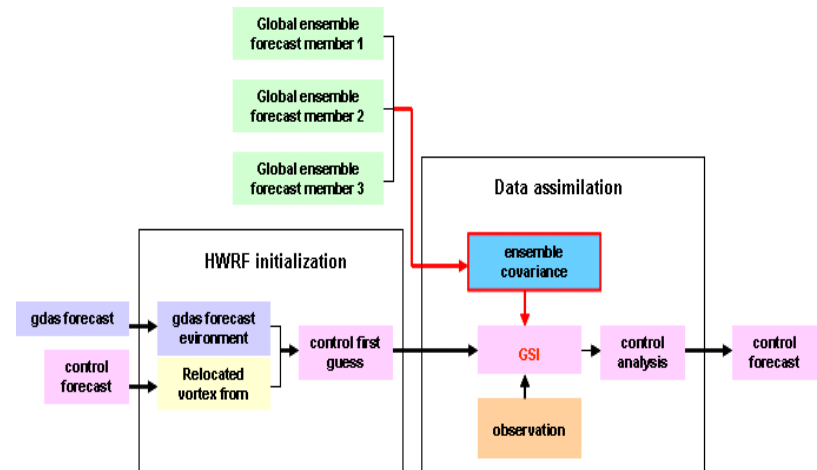 Global ensemble
forecast member 1
Global ensemble
forecast member 2
Global ensemble
forecast member 3
Data assimilation
HWRF initialization
ensemble
covariance
gdas forecast
gdas forecast
evironment
control
forecast
Relocated
vortex from
control first
guess
GSI
control
analysis
control
forecast
observation